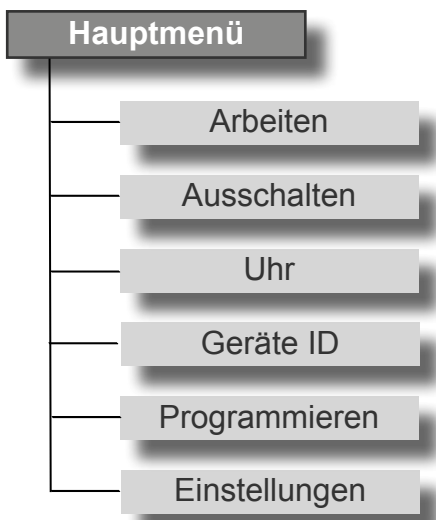 Hauptmenü
Arbeiten
Ausschalten
Uhr
Geräte ID
Programmieren
Einstellungen